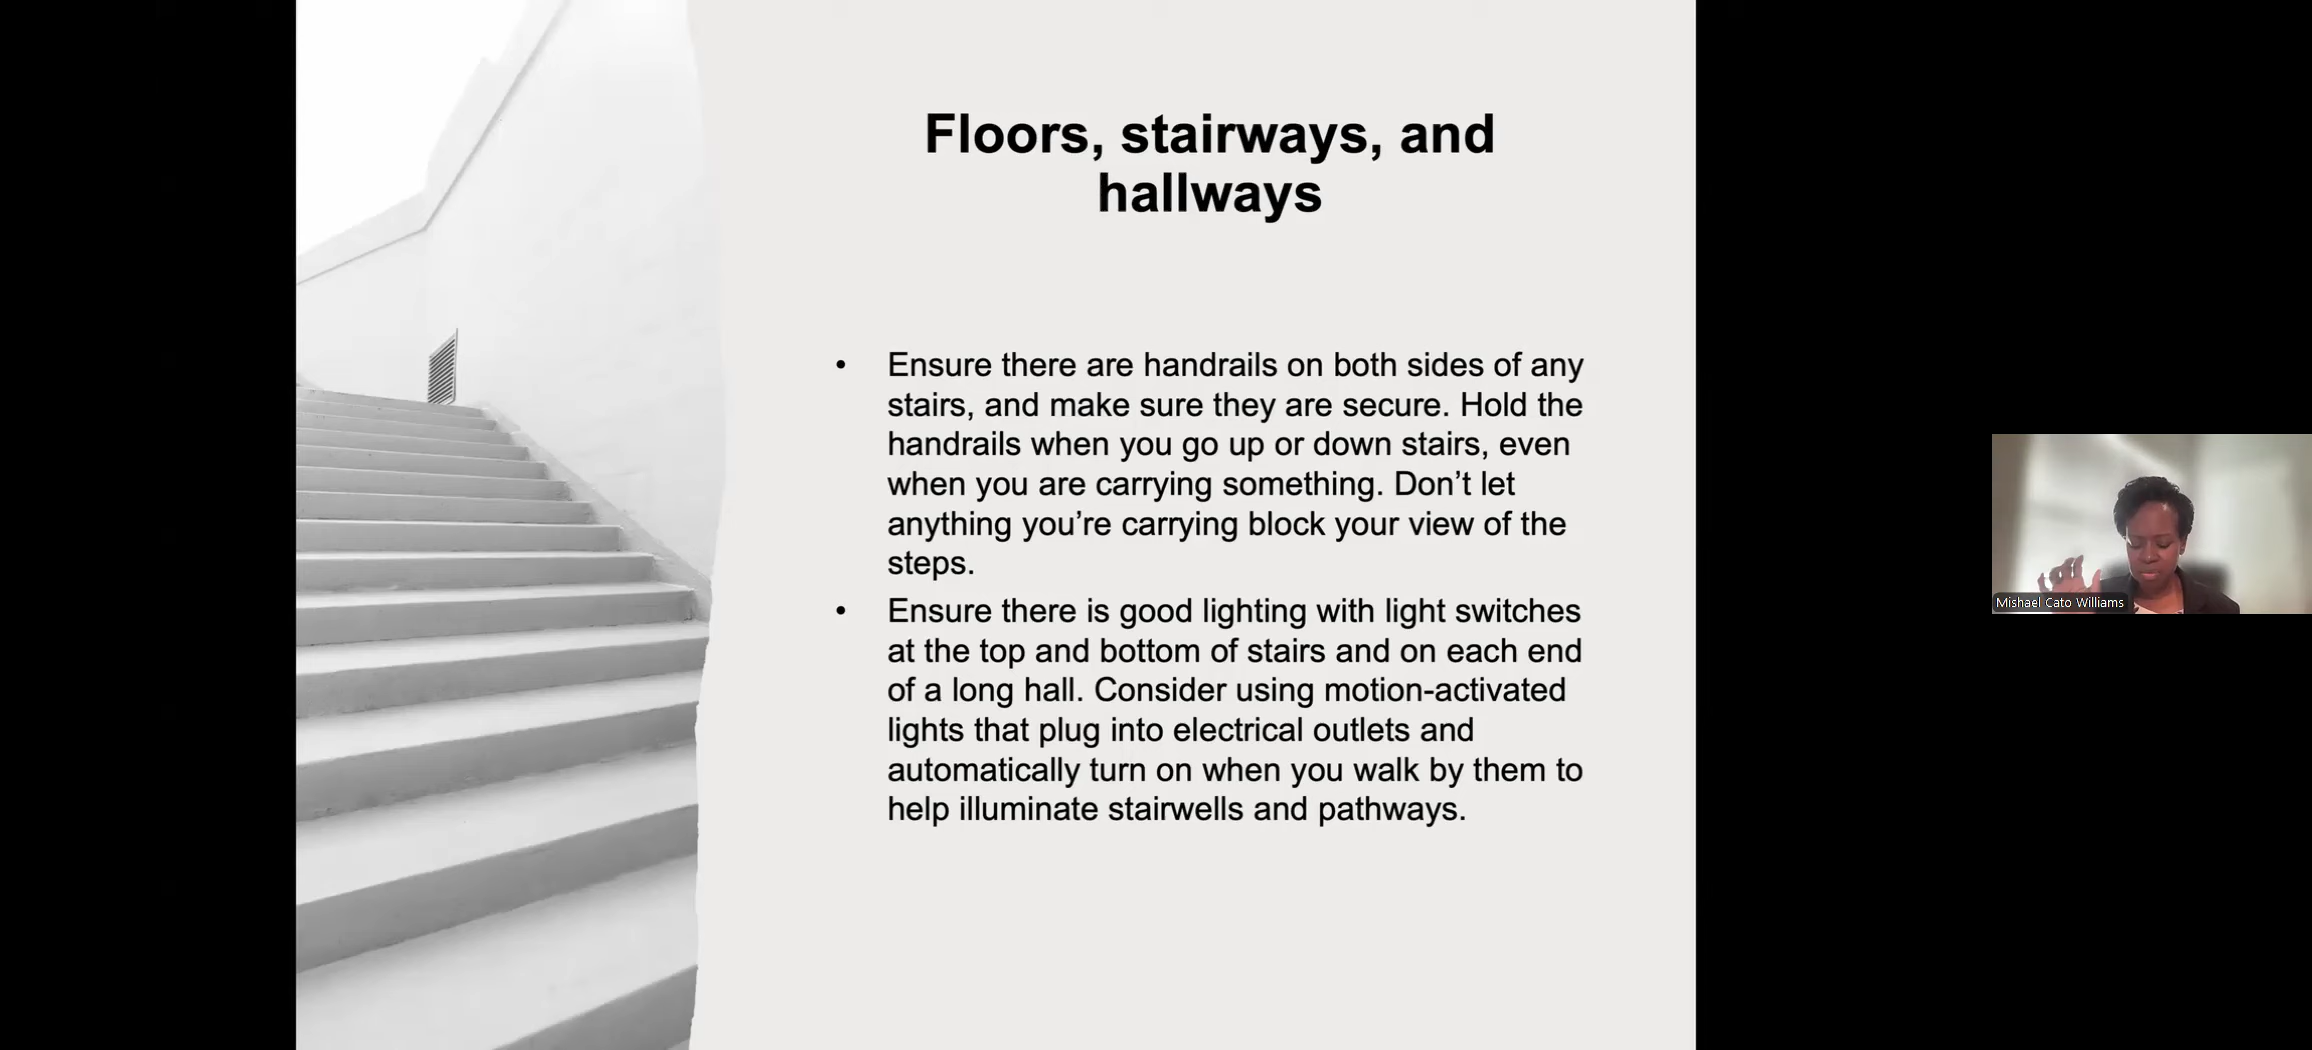 Floors, stairways, and
hallways
• Ensure there are handrails on both sides of any
stairs, and make sure they are secure. Hold the
handrails when you go up or down stairs, even
when you are carrying something. Don’t let
anything you’re carrying block your view of the
steps.
• Ensure there is good lighting with light switches
at the top and bottom of stairs and on each end
of a long hall. Consider using motion-activated
lights that plug into electrical outlets and
automatically turn on when you walk by them to
help illuminate stairwells and pathways.
Mishael Cato Williams